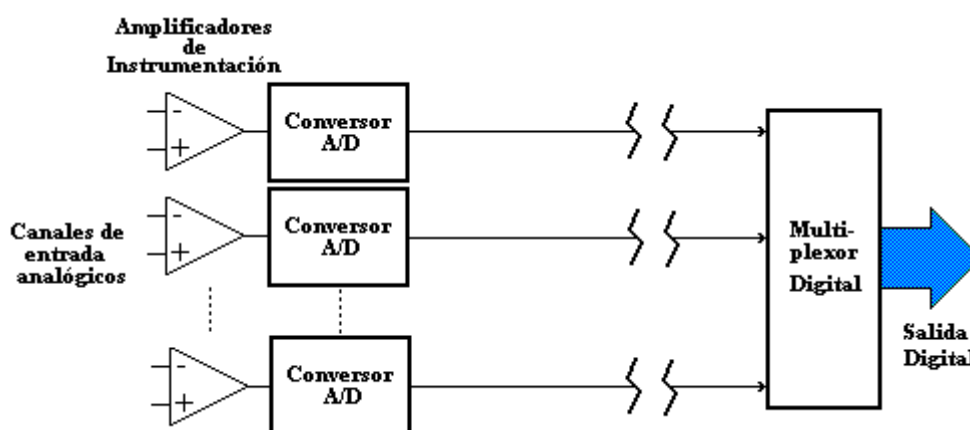 Amplificadores
de
Instrumentación
-
+
Conversor
A/D
-
+
Conversor
A/D
Canales de
entrada
analógicos
-
+
Conversor
A/D
Multi-
plexor
Digital
Salida
Digital